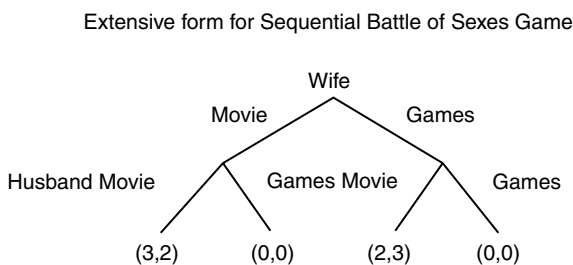 Extensive form for Sequential Battle of Sexes Game
Wife
Movie Games
Husband Movie Games Movie Games
(3,2) (0,0) (2,3) (0,0)